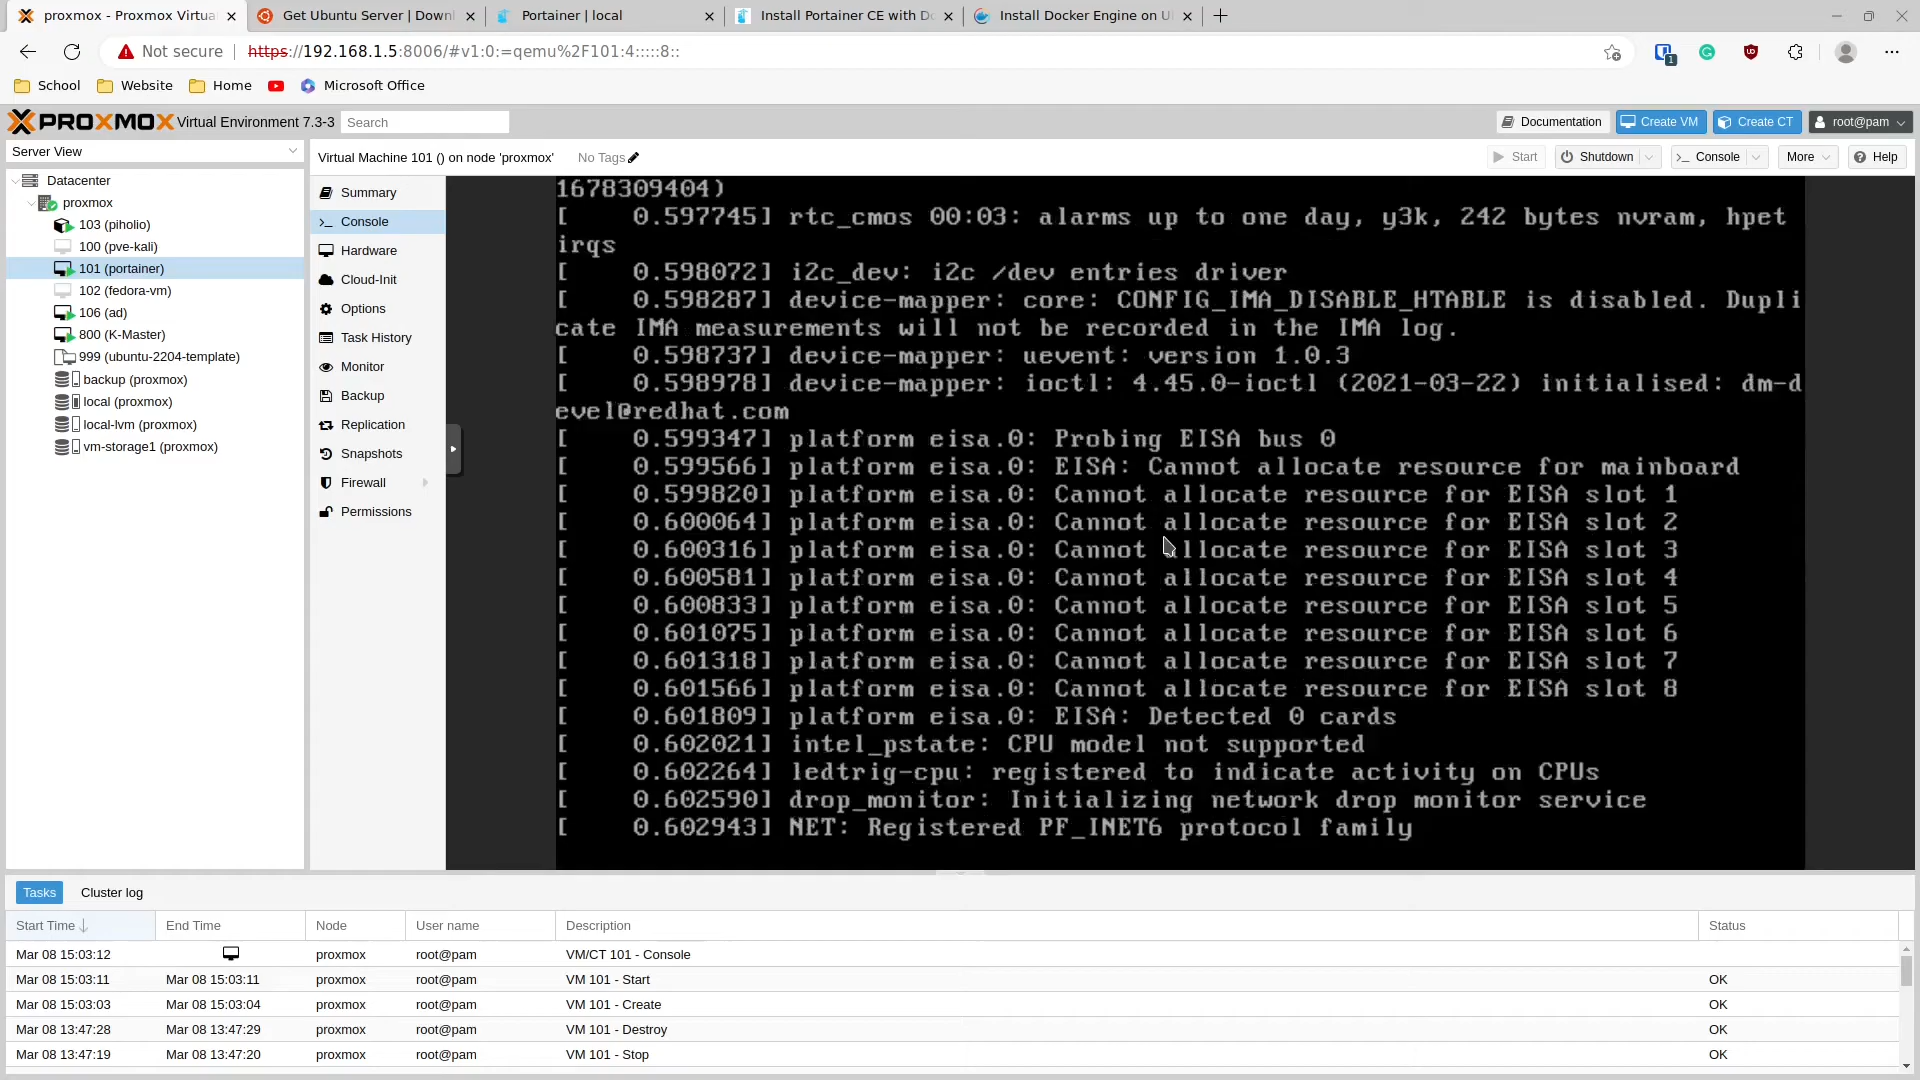 proxmox - Proxmox Virtua
Get Ubuntu Server | Downl
Portainer | local
Install Portainer CE with Do
Install Docker Engine on U
Not secure
https://192.168.1.5:8006/#v1:0:=qemu%2F101:4:::::8::
1
School
Website
Home
Microsoft Office
PROXMOX Virtual Environment 7.3-3
Search
Documentation
Create VM
Create CT
root@pam
Server View
Virtual Machine 101 () on node 'proxmox'
No Tags
Start
Shutdown
Console
More
Help
Datacenter
proxmox
103 (piholio)
100 (pve-kali)
101 (portainer)
102 (fedora-vm)
106 (ad)
800 (K-Master)
999 (ubuntu-2204-template)
backup (proxmox)
local (proxmox)
local-lvm (proxmox)
vm-storage1 (proxmox)
Summary
Console
Hardware
Cloud-Init
Options
Task History
Monitor
Backup
Replication
Snapshots
Firewall
Permissions
1678309404)
[    0.597745] rtc_cmos 00:03: alarms up to one day, y3k, 242 bytes nvram, hpet
irqs
[    0.598072] i2c_dev: i2c /dev entries driver
[    0.598287] device-mapper: core: CONFIG_IMA_DISABLE_HTABLE is disabled. Dupli
cate IMA measurements will not be recorded in the IMA log.
[    0.598737] device-mapper: uevent: version 1.0.3
[    0.598978] device-mapper: ioctl: 4.45.0-ioctl (2021-03-22) initialised: dm-d
evel@redhat.com
[    0.599347] platform eisa.0: Probing EISA bus 0
[    0.599566] platform eisa.0: EISA: Cannot allocate resource for mainboard
[    0.599820] platform eisa.0: Cannot allocate resource for EISA slot 1
[    0.600064] platform eisa.0: Cannot allocate resource for EISA slot 2
[    0.600316] platform eisa.0: Cannot allocate resource for EISA slot 3
[    0.600581] platform eisa.0: Cannot allocate resource for EISA slot 4
[    0.600833] platform eisa.0: Cannot allocate resource for EISA slot 5
[    0.601075] platform eisa.0: Cannot allocate resource for EISA slot 6
[    0.601318] platform eisa.0: Cannot allocate resource for EISA slot 7
[    0.601566] platform eisa.0: Cannot allocate resource for EISA slot 8
[    0.601809] platform eisa.0: EISA: Detected 0 cards
[    0.602021] intel_pstate: CPU model not supported
[    0.602264] ledtrig-cpu: registered to indicate activity on CPUs
[    0.602590] drop_monitor: Initializing network drop monitor service
[    0.602943] NET: Registered PF_INET6 protocol family
Tasks
Cluster log
Start Time End Time Node User name Description Status
Mar 08 15:03:12 proxmox root@pam VM/CT 101 - Console
Mar 08 15:03:11 Mar 08 15:03:11 proxmox root@pam VM 101 - Start OK
Mar 08 15:03:03 Mar 08 15:03:04 proxmox root@pam VM 101 - Create OK
Mar 08 13:47:28 Mar 08 13:47:29 proxmox root@pam VM 101 - Destroy OK
Mar 08 13:47:19 Mar 08 13:47:20 proxmox root@pam VM 101 - Stop OK